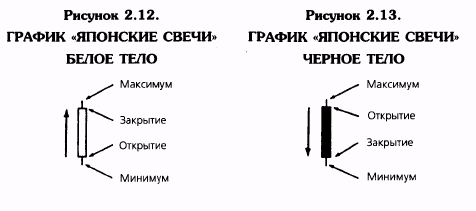 Рисунок 2.12.
ГРАФИК «ЯПОНСКИЕ СВЕЧИ»
БЕЛОЕ ТЕЛО
Максимум
Закрытие
Открытие
Минимум
Рисунок 2.13.
ГРАФИК «ЯПОНСКИЕ СВЕЧИ»
ЧЕРНОЕ ТЕЛО
Максимум
Открытие
Закрытие
Минимум